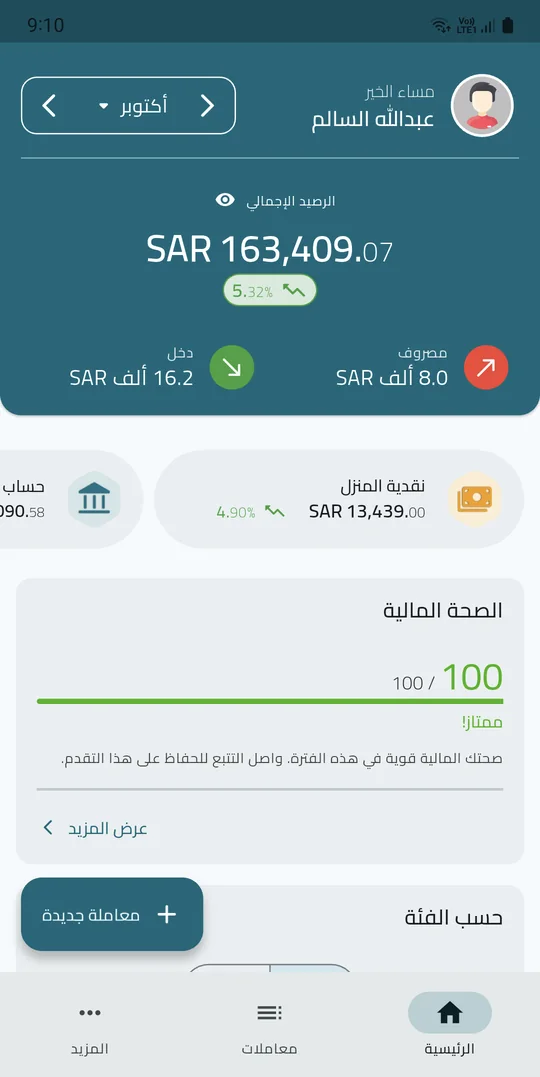 9:10
Vo))
LTE1
مساء الخير
عبدالله السالم
أكتوبر
الرصيد الإجمالي
SAR 163,409.07
5.32%
مصروف
8.0 ألف SAR
دخل
16.2 ألف SAR
نقدية المنزل
SAR 13,439.00
4.90%
حساب
090.58
الصحة المالية
100 / 100
ممتاز!
صحتك المالية قوية في هذه الفترة. واصل التتبع للحفاظ على هذا التقدم.
عرض المزيد
حسب الفئة
معاملة جديدة
الرئيسية
معاملات
المزيد